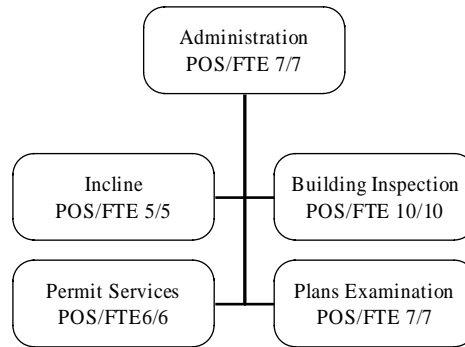 Administration
POS/FTE 7/7
Incline
POS/FTE 5/5
Building Inspection
POS/FTE 10/10
Permit Services
POS/FTE6/6
Plans Examination
POS/FTE 7/7